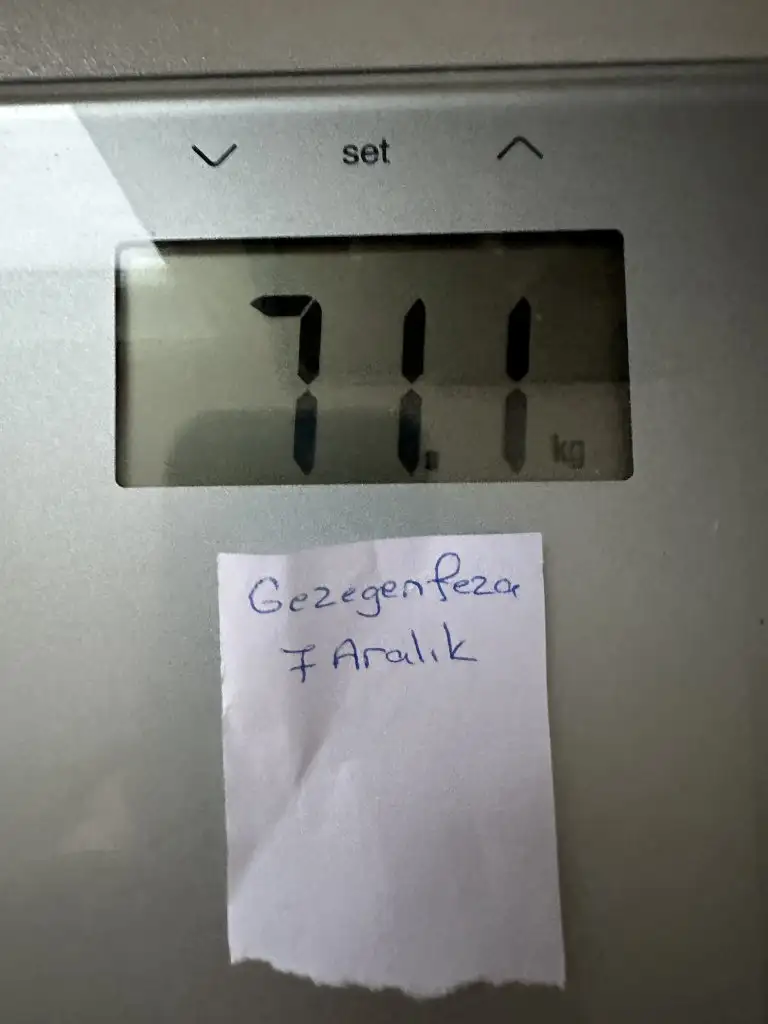 set
71.1 kg
Gezegenfeza
7 Aralık